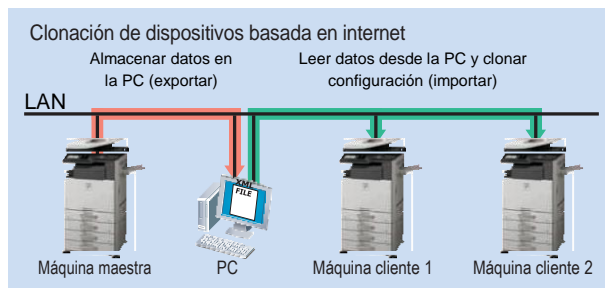 Clonación de dispositivos basada en internet
Almacenar datos en
la PC (exportar)
Leer datos desde la PC y clonar
configuración (importar)
LAN
XML
FILE
Máquina maestra
PC
Máquina cliente 1
Máquina cliente 2